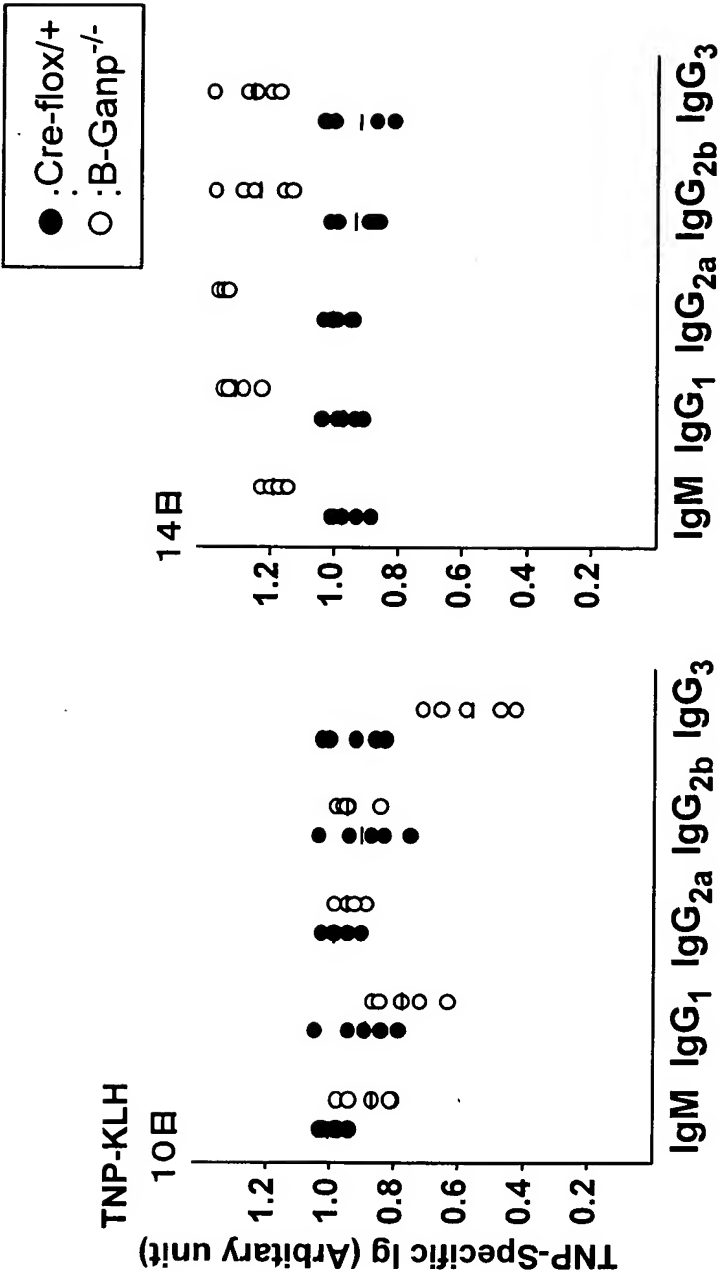 TNP-KLH
10日
TNP-Specific Ig (Arbitary unit)
1.2
1.0
0.8
0.6
0.4
0.2
IgM IgG1 IgG2a IgG2b IgG3
14日
1.2
1.0
0.8
0.6
0.4
0.2
IgM IgG1 IgG2a IgG2b IgG3
●:Cre-flox/+
○:B-Ganp-/-